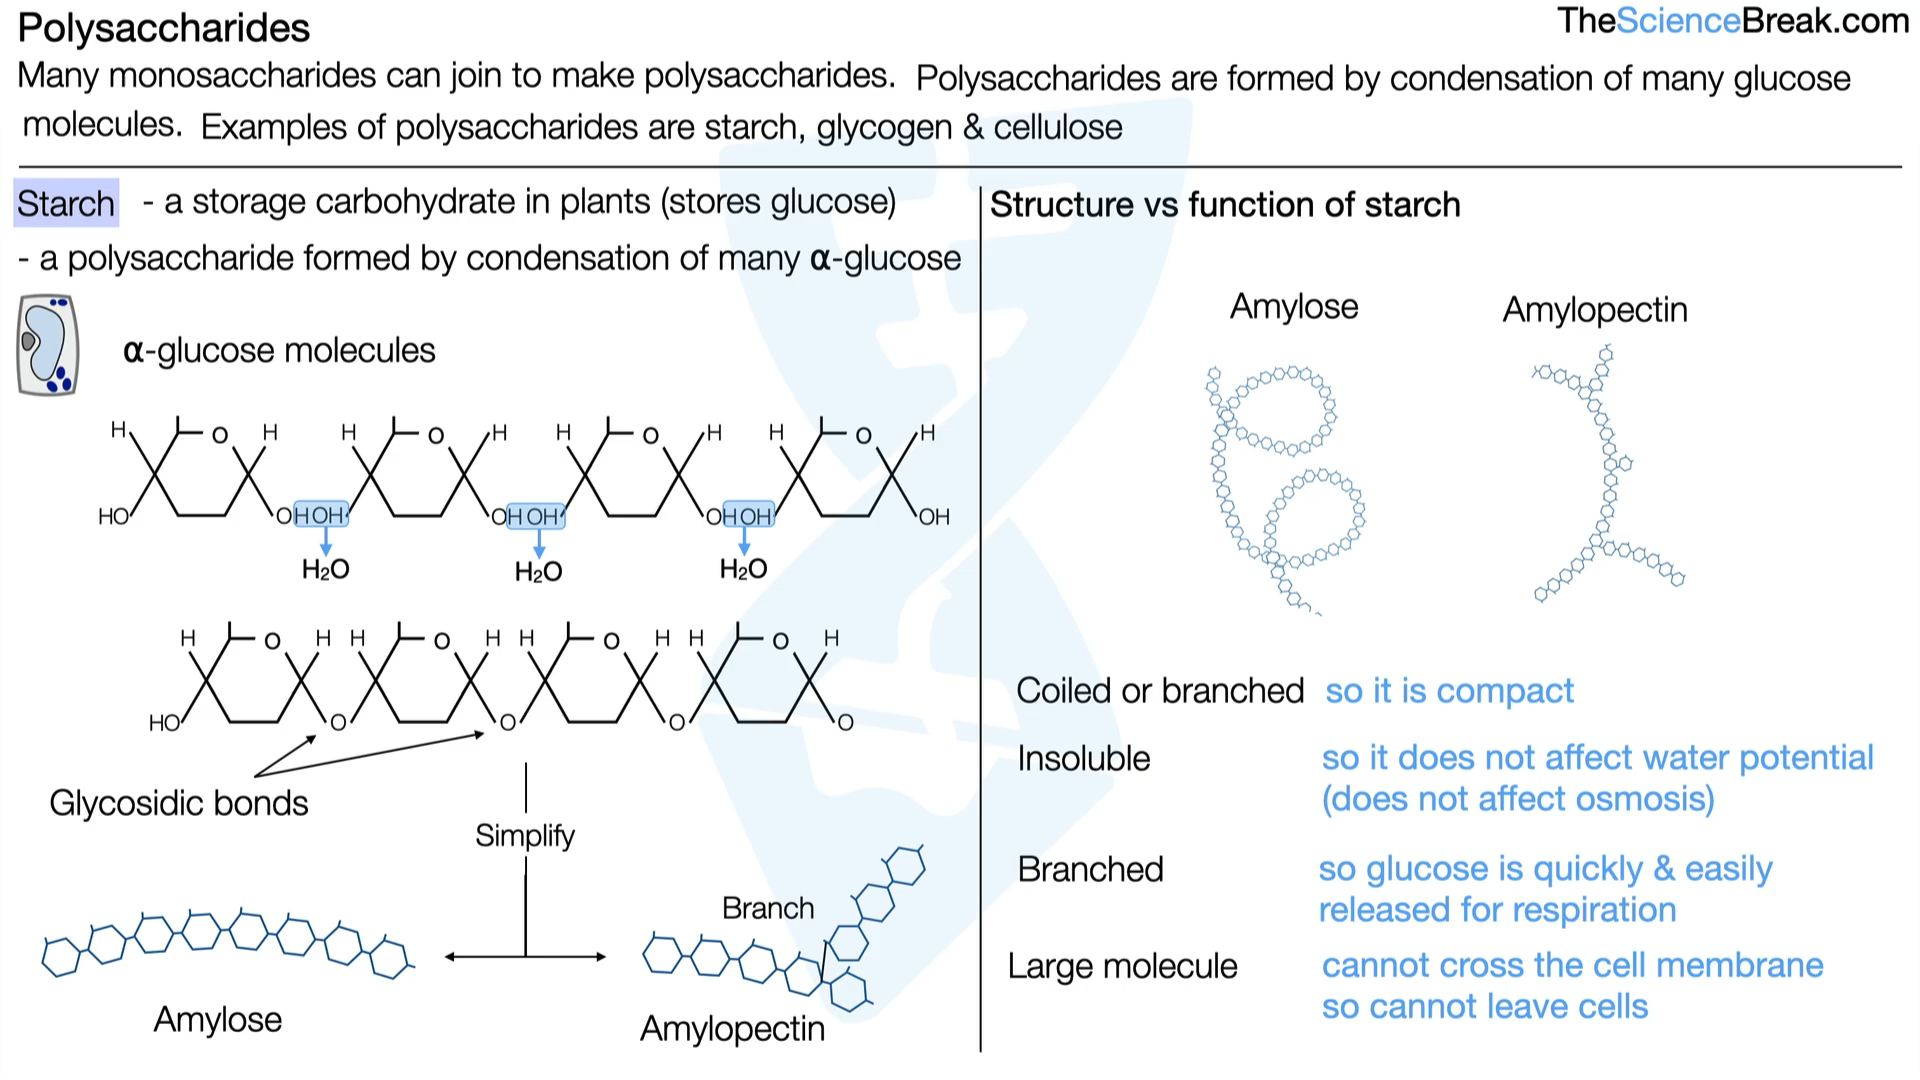 Polysaccharides
TheScienceBreak.com
Many monosaccharides can join to make polysaccharides. Polysaccharides are formed by condensation of many glucose
molecules. Examples of polysaccharides are starch, glycogen & cellulose
Starch - a storage carbohydrate in plants (stores glucose)
- a polysaccharide formed by condensation of many α-glucose
α-glucose molecules
H O H H O H H O H H O H
HO OH OH OH OH OH OH OH
H₂O H₂O H₂O
H O H H O H H O H H O H
HO O O O O
Glycosidic bonds
Simplify
Branch
Amylose
Amylopectin
Structure vs function of starch
Amylose Amylopectin
Coiled or branched so it is compact
Insoluble so it does not affect water potential
(does not affect osmosis)
Branched so glucose is quickly & easily
released for respiration
Large molecule cannot cross the cell membrane
so cannot leave cells